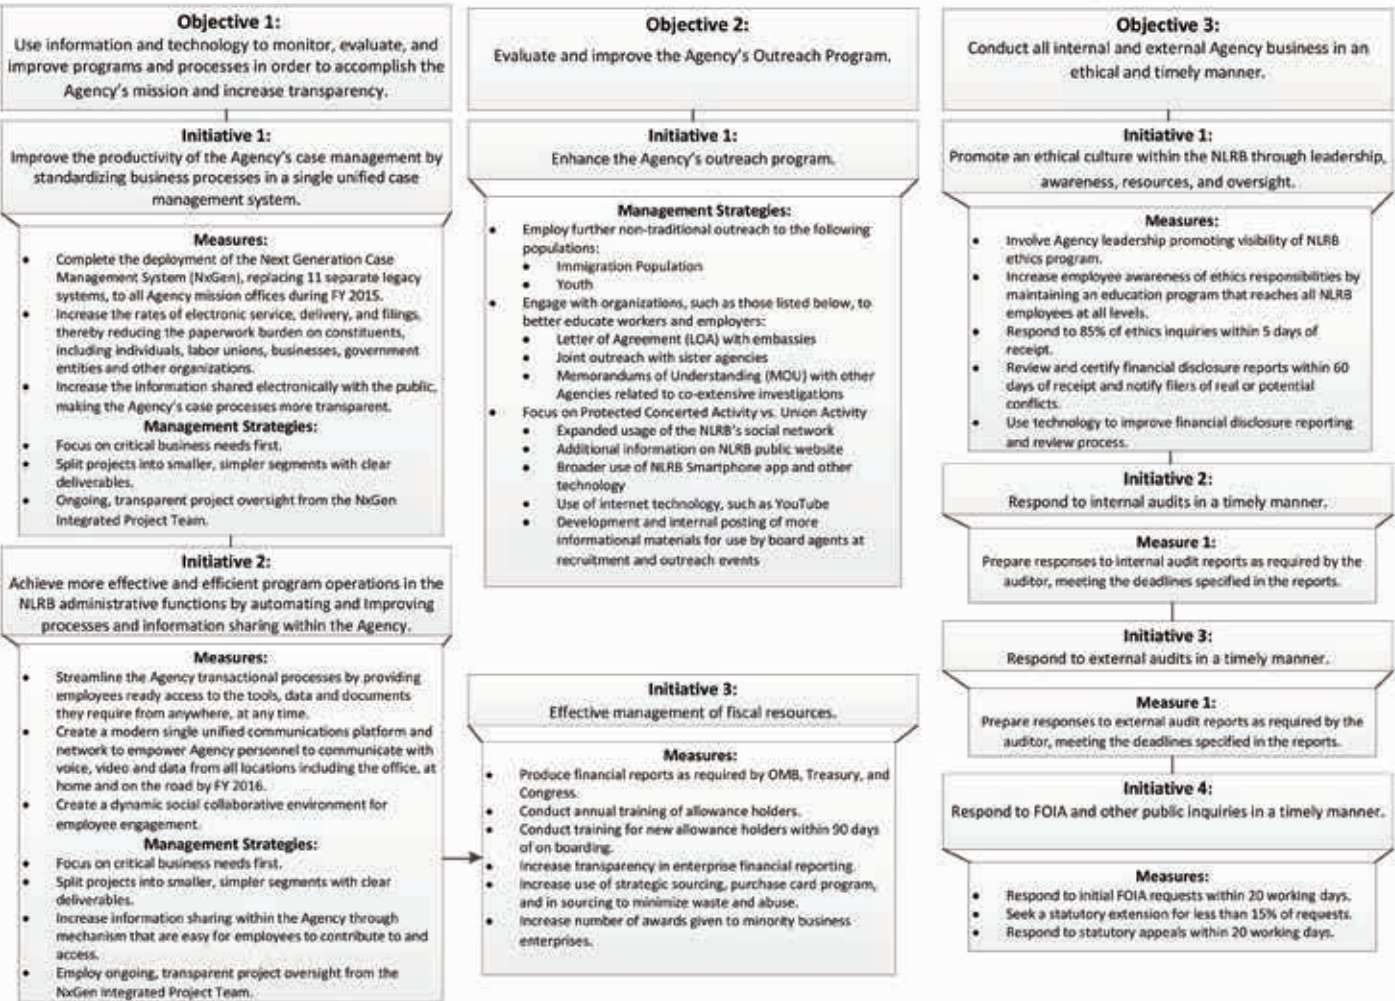 Objective 1:
Use information and technology to monitor, evaluate, and
improve programs and processes in order to accomplish the
Agency's mission and increase transparency.
Initiative 1:
Improve the productivity of the Agency's case management by
standardizing business processes in a single unified case
management system.
Measures:
• Complete the deployment of the Next Generation Case
Management System (NxGen), replacing 11 separate legacy
systems, to all Agency mission offices during FY 2015.
• Increase the rates of electronic service, delivery, and filings,
thereby reducing the paperwork burden on constituents,
including individuals, labor unions, businesses, government
entities and other organizations.
• Increase the information shared electronically with the public,
making the Agency's case processes more transparent.
Management Strategies:
• Focus on critical business needs first.
• Split projects into smaller, simpler segments with clear
deliverables.
• Ongoing, transparent project oversight from the NxGen
Integrated Project Team.
Initiative 2:
Achieve more effective and efficient program operations in the
NLRB administrative functions by automating and Improving
processes and information sharing within the Agency.
Measures:
• Streamline the Agency transactional processes by providing
employees ready access to the tools, data and documents
they require from anywhere, at any time.
• Create a modern single unified communications platform and
network to empower Agency personnel to communicate with
voice, video and data from all locations including the office, at
home and on the road by FY 2016.
• Create a dynamic social collaborative environment for
employee engagement.
Management Strategies:
• Focus on critical business needs first.
• Split projects into smaller, simpler segments with clear
deliverables.
• Increase information sharing within the Agency through
mechanism that are easy for employees to contribute to and
access.
• Employ ongoing, transparent project oversight from the
NxGen Integrated Project Team.
Initiative 3:
Effective management of fiscal resources.
Measures:
• Produce financial reports as required by OMB, Treasury, and
Congress.
• Conduct annual training of allowance holders.
• Conduct training for new allowance holders within 90 days
of on boarding.
• Increase transparency in enterprise financial reporting.
• Increase use of strategic sourcing, purchase card program,
and in sourcing to minimize waste and abuse.
• Increase number of awards given to minority business
enterprises.
Objective 2:
Evaluate and improve the Agency's Outreach Program.
Initiative 1:
Enhance the Agency's outreach program.
Management Strategies:
• Employ further non-traditional outreach to the following
populations:
• Immigration Population
• Youth
• Engage with organizations, such as those listed below, to
better educate workers and employers:
• Letter of Agreement (LOA) with embassies
• Joint outreach with sister agencies
• Memorandums of Understanding (MOU) with other
Agencies related to co-extensive investigations
• Focus on Protected Concerted Activity vs. Union Activity
• Expanded usage of the NLRB's social network
• Additional information on NLRB public website
• Broader use of NLRB Smartphone app and other
technology
• Use of internet technology, such as YouTube
• Development and internal posting of more
informational materials for use by board agents at
recruitment and outreach events
Objective 3:
Conduct all internal and external Agency business in an
ethical and timely manner.
Initiative 1:
Promote an ethical culture within the NLRB through leadership,
awareness, resources, and oversight.
Measures:
• Involve Agency leadership promoting visibility of NLRB
ethics program.
• Increase employee awareness of ethics responsibilities by
maintaining an education program that reaches all NLRB
employees at all levels.
• Respond to 85% of ethics inquiries within 5 days of
receipt.
• Review and certify financial disclosure reports within 60
days of receipt and notify filers of real or potential
conflicts.
• Use technology to improve financial disclosure reporting
and review process.
Initiative 2:
Respond to internal audits in a timely manner.
Measure 1:
Prepare responses to internal audit reports as required by the
auditor, meeting the deadlines specified in the reports.
Initiative 3:
Respond to external audits in a timely manner.
Measure 1:
Prepare responses to external audit reports as required by the
auditor, meeting the deadlines specified in the reports.
Initiative 4:
Respond to FOIA and other public inquiries in a timely manner.
Measures:
• Respond to initial FOIA requests within 20 working days.
• Seek a statutory extension for less than 15% of requests.
• Respond to statutory appeals within 20 working days.